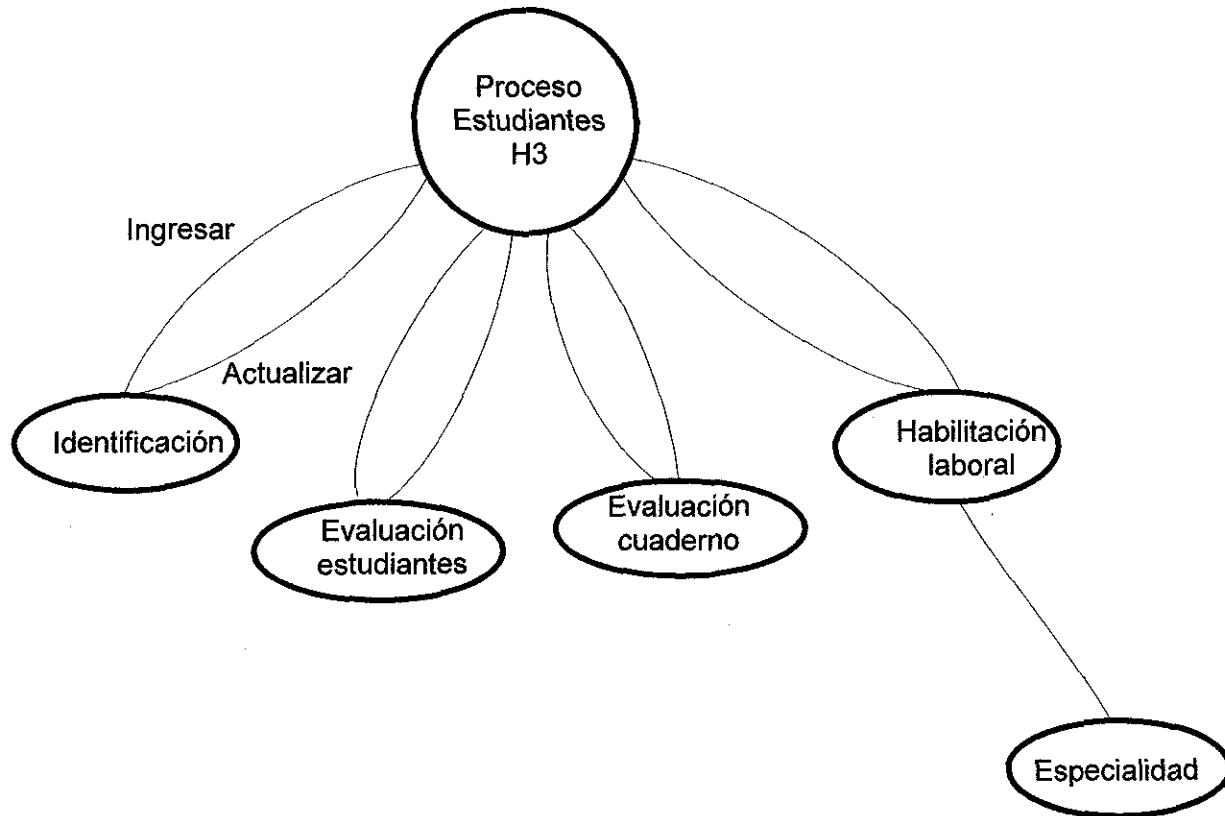 Proceso
Estudiantes
H3
Ingresar
Actualizar
Identificación
Evaluación
estudiantes
Evaluación
cuaderno
Habilitación
laboral
Especialidad